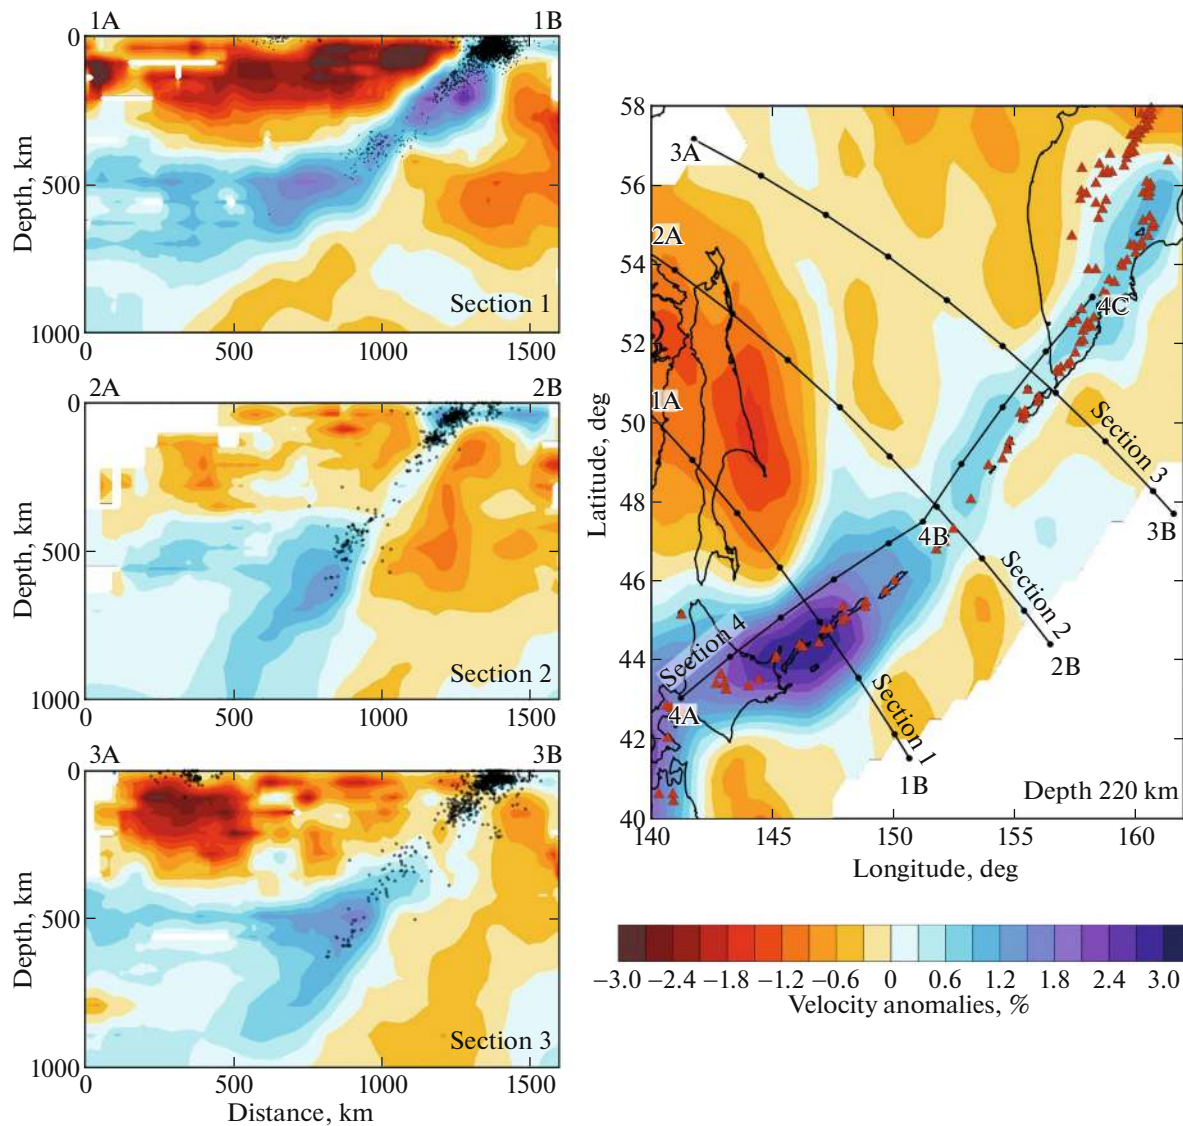 1A 1B
0
500
1000
Depth, km
Section 1
0 500 1000 1500
2A 2B
0
500
1000
Depth, km
Section 2
0 500 1000 1500
3A 3B
0
500
1000
Depth, km
Section 3
0 500 1000 1500
Distance, km
58
56
54
52
50
48
46
44
42
40
Latitude, deg
3A
2A
1A
4C
4B
4A
Section 3
3B
Section 2
2B
Section 4
Section 1
1B
Depth 220 km
140 145 150 155 160
Longitude, deg
−3.0 −2.4 −1.8 −1.2 −0.6 0 0.6 1.2 1.8 2.4 3.0
Velocity anomalies, %